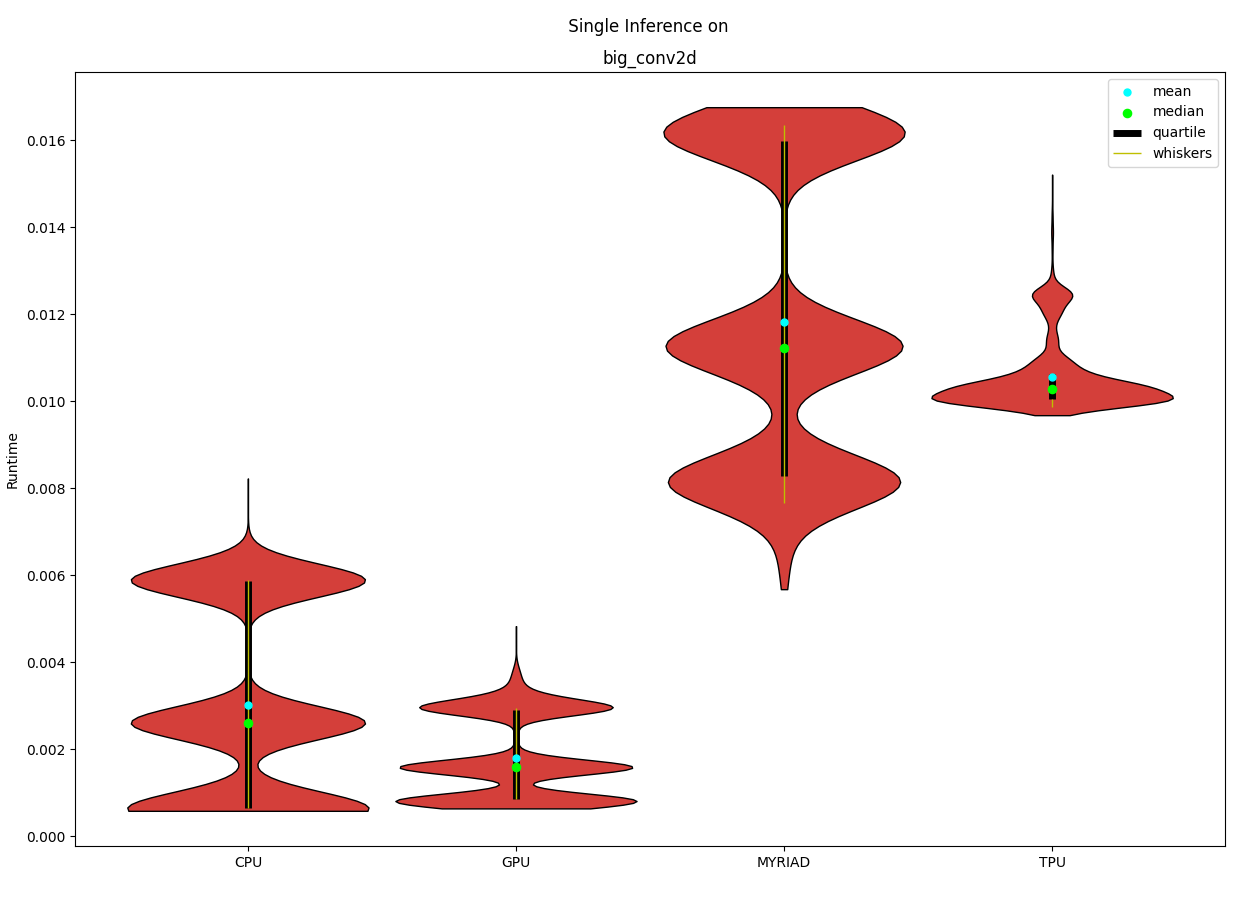 Single Inference on
big_conv2d
mean
median
quartile
whiskers
0.016
0.014
0.012
0.010
0.008
0.006
0.004
0.002
0.000
Runtime
CPU
GPU
MYRIAD
TPU